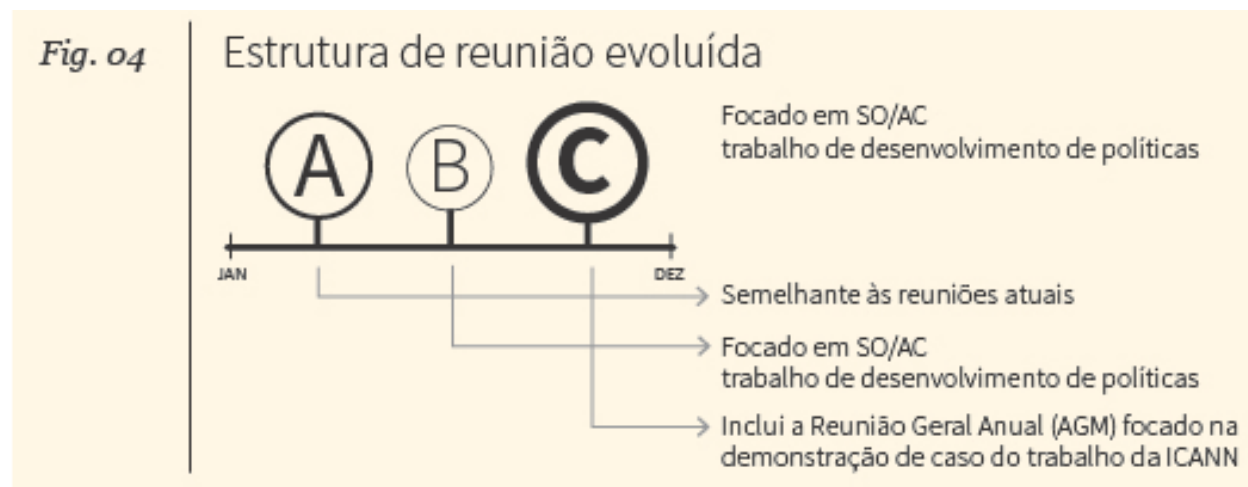 Fig. 04
Estrutura de reunião evoluída
A
B
C
Focado em SO/AC
trabalho de desenvolvimento de políticas
JAN
DEZ
Semelhante às reuniões atuais
Focado em SO/AC
trabalho de desenvolvimento de políticas
Inclui a Reunião Geral Anual (AGM) focado na
demonstração de caso do trabalho da ICANN